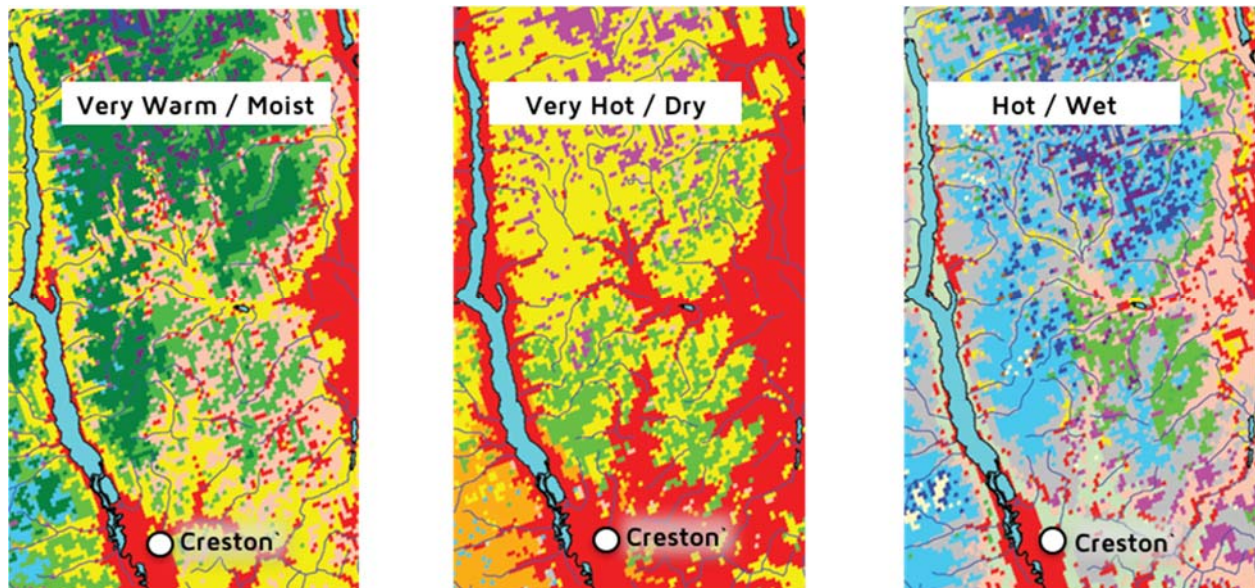 Very Warm / Moist
Very Hot / Dry
Hot / Wet
Creston`
Creston`
Creston`